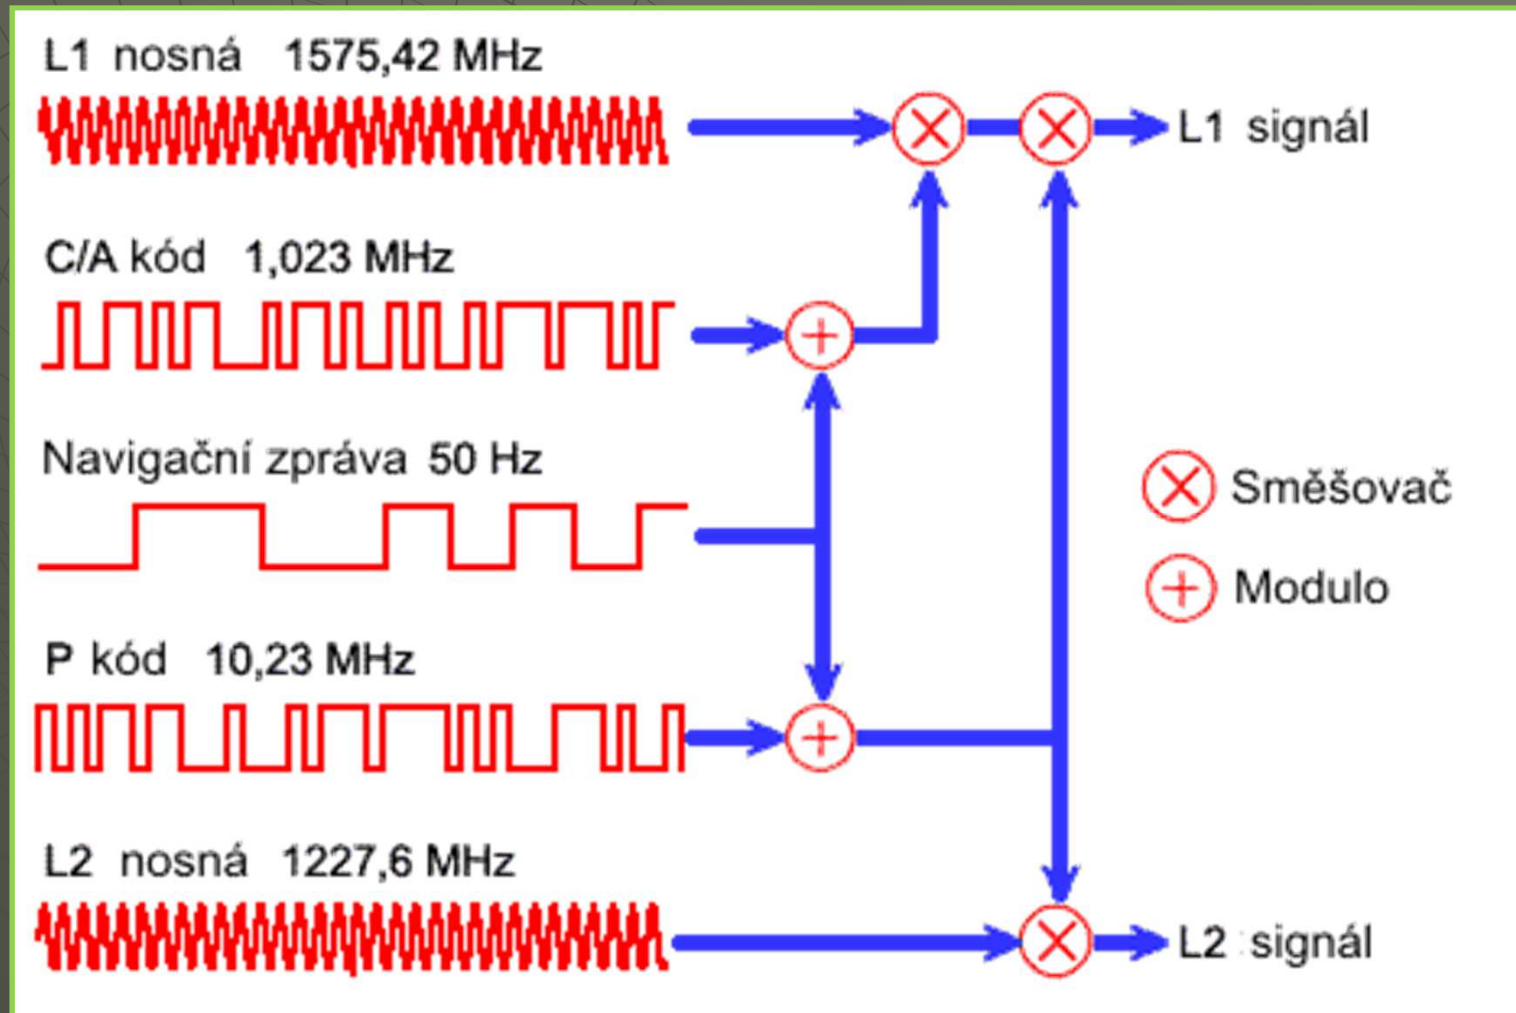 L1 nosná 1575,42 MHz
L1 signál
C/A kód 1,023 MHz
Navigační zpráva 50 Hz
Směšovač
Modulo
P kód 10,23 MHz
L2 nosná 1227,6 MHz
L2 signál